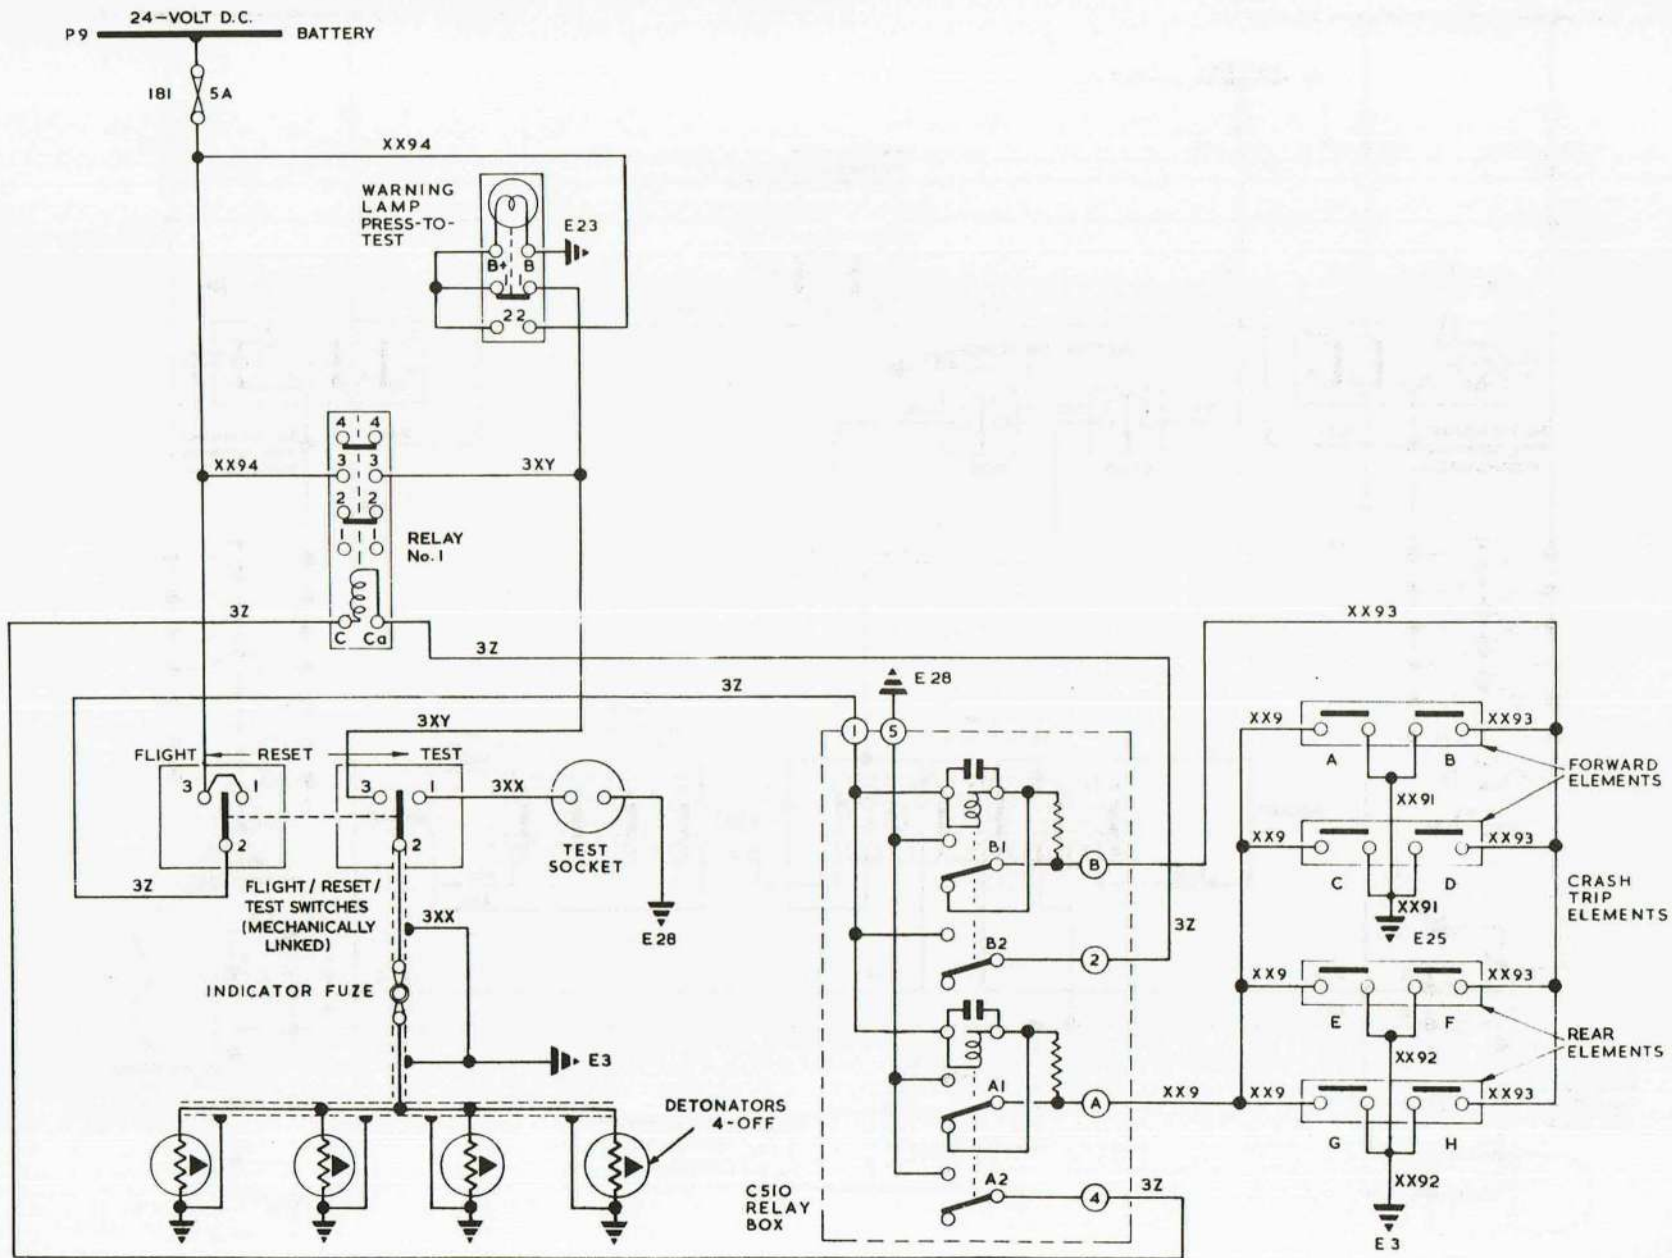 24-VOLT D.C.
P9
BATTERY
181
5A
XX94
WARNING
LAMP
PRESS-TO-
TEST
E23
B+
B
22
4 4
3 3
XX94
3XY
2 2
1 1
RELAY
No. 1
3Z
C
Ca
3Z
XX93
3Z
E 28
3XY
1
5
XX9
XX93
A
B
FORWARD
ELEMENTS
FLIGHT
RESET
TEST
3
1
3
1
3XX
XX91
2
2
TEST
SOCKET
XX9
XX93
B1
B
C
D
CRASH
TRIP
ELEMENTS
3Z
FLIGHT / RESET /
TEST SWITCHES
(MECHANICALLY
LINKED)
3XX
E 28
XX91
E25
3Z
B2
2
INDICATOR FUZE
XX9
XX93
E
F
REAR
ELEMENTS
E3
XX92
A1
A
XX9
XX9
XX93
DETONATORS
4-OFF
G
H
C510
RELAY
BOX
A2
4
3Z
XX92
E 3